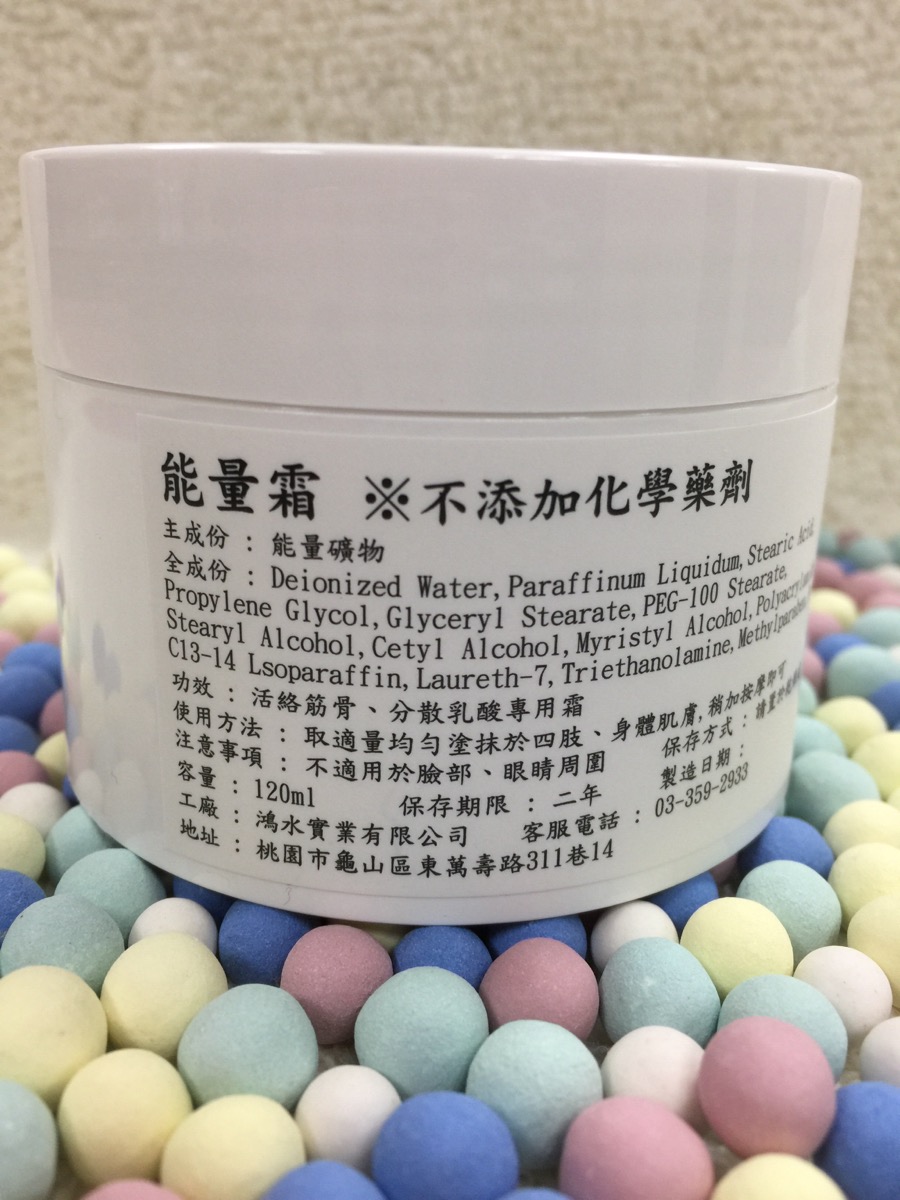 能量霜 ※不添加化學藥劑
主成份：能量礦物
全成份：Deionized Water,Paraffinum Liquidum,Stearic Acid
Propylene Glycol,Glyceryl Stearate,PEG-100 Stearate,
Stearyl Alcohol,Cetyl Alcohol,Myristyl Alcohol,
C13-14 Lsoparaffin,Laureth-7,Triethanolamine,
功效：活絡筋骨、分散乳酸專用霜
使用方法：取適量均勻塗抹於四肢、身體肌膚,稍加按摩即可
注意事項：不適用於臉部、眼睛周圍 保存方式：請置於
容量：120ml 保存期限：二年 製造日期：
工廠：鴻水實業有限公司 客服電話：03-359-2933
地址：桃園市龜山區東萬壽路311巷14